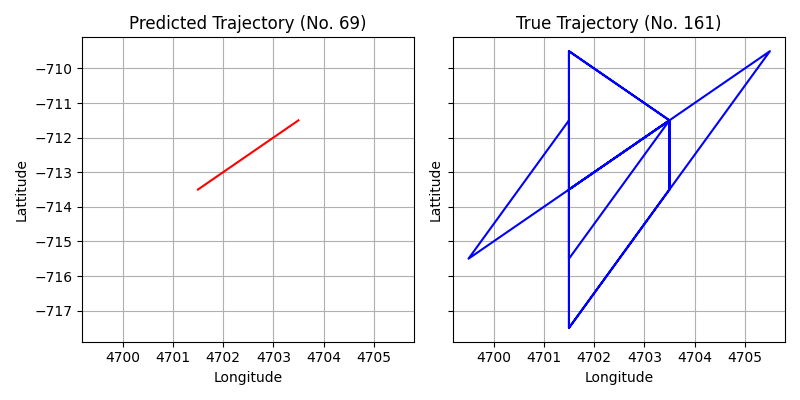 Predicted Trajectory (No. 69)
True Trajectory (No. 161)
Lattitude
−710
−711
−712
−713
−714
−715
−716
−717
4700 4701 4702 4703 4704 4705
Longitude
Lattitude
4700 4701 4702 4703 4704 4705
Longitude